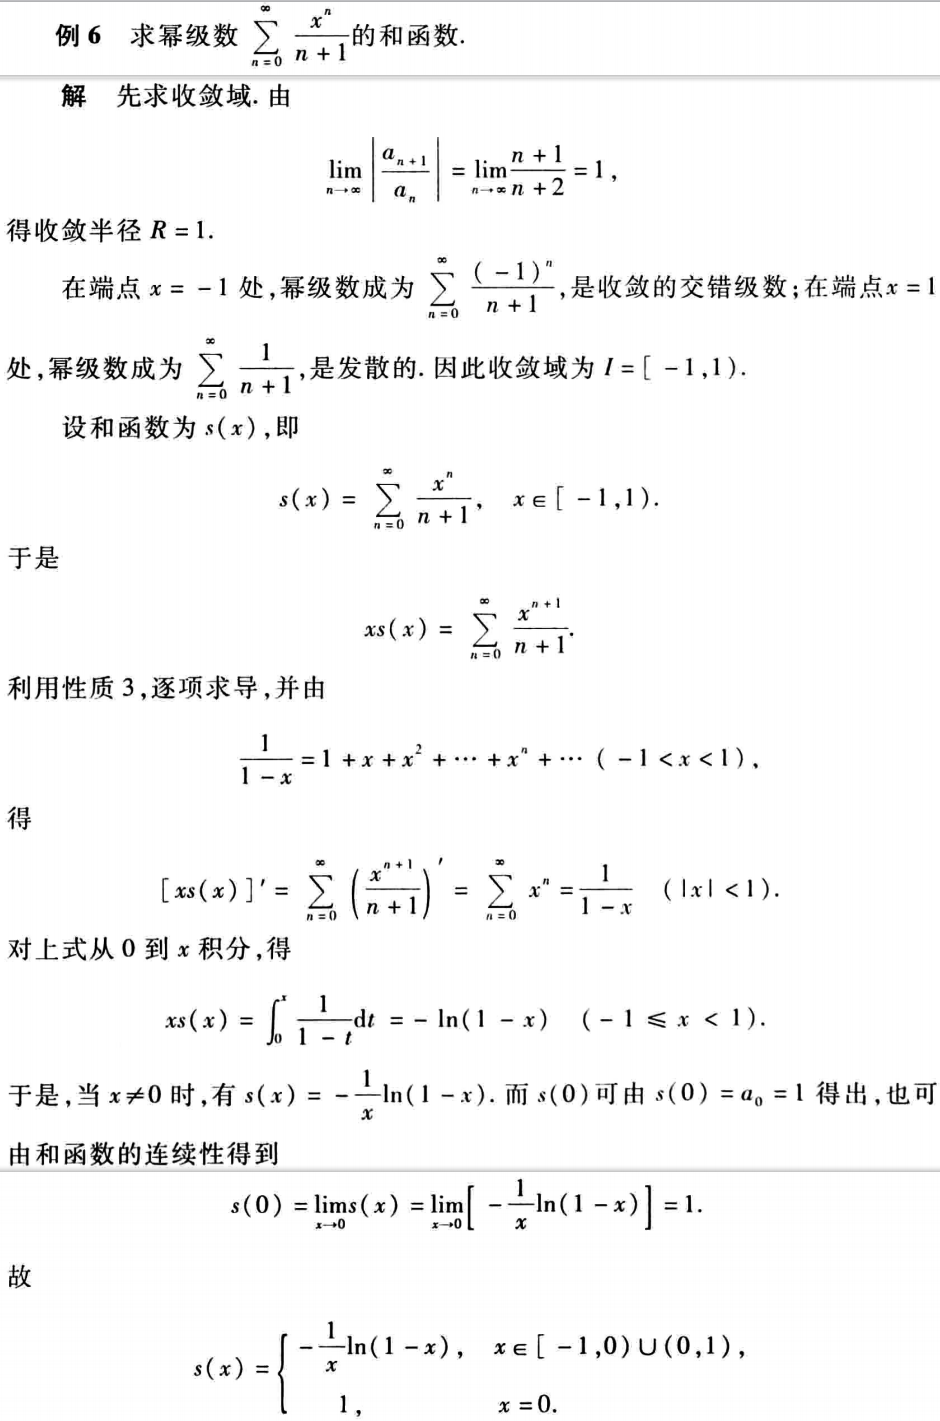 例 6 求幂级数 $\sum_{n=0}^{\infty} \frac{x^n}{n+1}$ 的和函数.
解 先求收敛域. 由
$\lim_{n\to\infty} \left| \frac{a_{n+1}}{a_n} \right| = \lim_{n\to\infty} \frac{n+1}{n+2} = 1,$
得收敛半径 $R=1$.
在端点 $x=-1$ 处,幂级数成为 $\sum_{n=0}^{\infty} \frac{(-1)^n}{n+1}$,是收敛的交错级数;在端点 $x=1$
处,幂级数成为 $\sum_{n=0}^{\infty} \frac{1}{n+1}$,是发散的. 因此收敛域为 $I=[-1,1)$.
设和函数为 $s(x)$,即
$s(x) = \sum_{n=0}^{\infty} \frac{x^n}{n+1}, \quad x\in[-1,1).$
于是
$xs(x) = \sum_{n=0}^{\infty} \frac{x^{n+1}}{n+1}.$
利用性质 3,逐项求导,并由
$\frac{1}{1-x} = 1+x+x^2+\cdots+x^n+\cdots (-1<x<1),$
得
$[xs(x)]' = \sum_{n=0}^{\infty} \left( \frac{x^{n+1}}{n+1} \right)' = \sum_{n=0}^{\infty} x^n = \frac{1}{1-x} \quad (|x|<1).$
对上式从 0 到 $x$ 积分,得
$xs(x) = \int_0^x \frac{1}{1-t} \mathrm{d}t = -\ln(1-x) \quad (-1\leqslant x<1).$
于是,当 $x\neq 0$ 时,有 $s(x) = -\frac{1}{x}\ln(1-x)$. 而 $s(0)$ 可由 $s(0)=a_0=1$ 得出,也可
由和函数的连续性得到
$s(0) = \lim_{x\to 0} s(x) = \lim_{x\to 0} \left[ -\frac{1}{x}\ln(1-x) \right] = 1.$
故
$s(x) = \begin{cases} -\frac{1}{x}\ln(1-x), & x\in[-1,0)\cup(0,1), \\ 1, & x=0. \end{cases}$